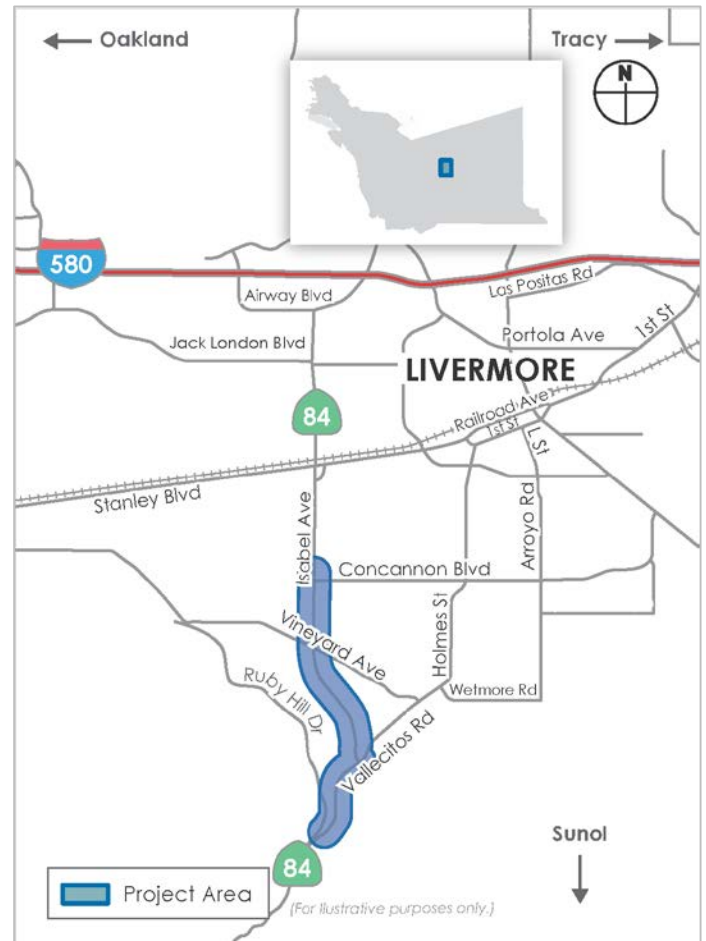 Oakland
Tracy
N
580
Las Positas Rd
Airway Blvd
1st St
Portola Ave
Jack London Blvd
LIVERMORE
84
Railroad Ave
1st St
L St
Stanley Blvd
Isabel Ave
Arroyo Rd
Concannon Blvd
Holmes St
Vineyard Ave
Ruby Hill Dr
Wetmore Rd
Vallecitos Rd
Sunol
84
Project Area
(For Ilustrative purposes only.)